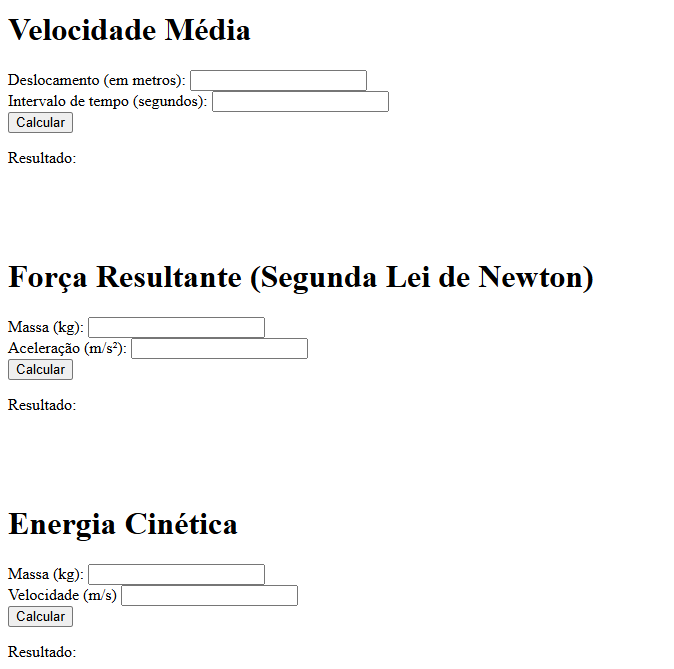 Velocidade Média
Deslocamento (em metros):
Intervalo de tempo (segundos):
Calcular
Resultado:
Força Resultante (Segunda Lei de Newton)
Massa (kg):
Aceleração (m/s²):
Calcular
Resultado:
Energia Cinética
Massa (kg):
Velocidade (m/s)
Calcular
Resultado: